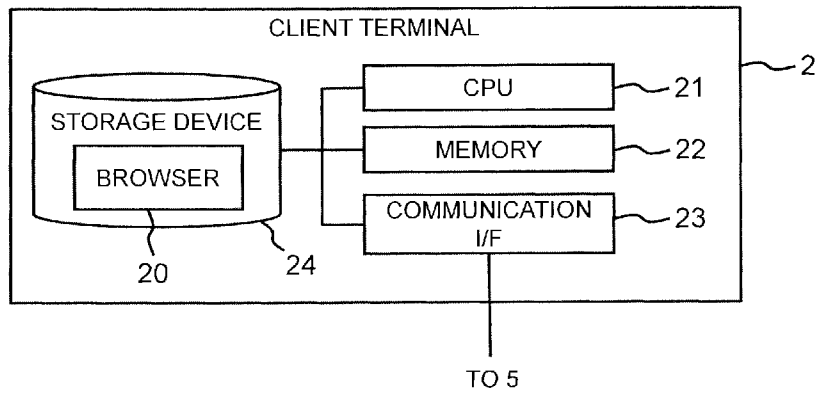 CLIENT TERMINAL
2
STORAGE DEVICE
BROWSER
20
24
CPU
21
MEMORY
22
COMMUNICATION
I/F
23
TO 5